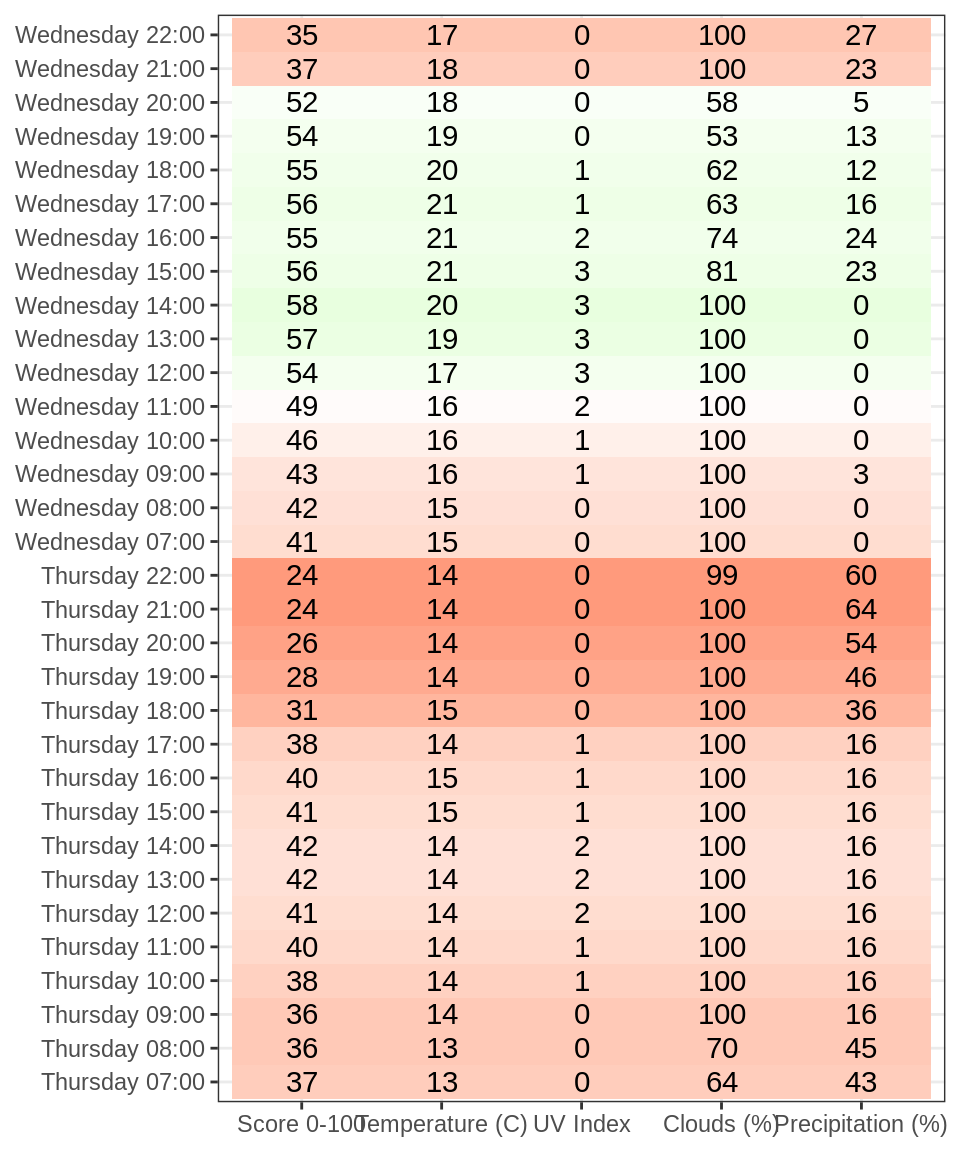 Wednesday 22:00 35 17 0 100 27
Wednesday 21:00 37 18 0 100 23
Wednesday 20:00 52 18 0 58 5
Wednesday 19:00 54 19 0 53 13
Wednesday 18:00 55 20 1 62 12
Wednesday 17:00 56 21 1 63 16
Wednesday 16:00 55 21 2 74 24
Wednesday 15:00 56 21 3 81 23
Wednesday 14:00 58 20 3 100 0
Wednesday 13:00 57 19 3 100 0
Wednesday 12:00 54 17 3 100 0
Wednesday 11:00 49 16 2 100 0
Wednesday 10:00 46 16 1 100 0
Wednesday 09:00 43 16 1 100 3
Wednesday 08:00 42 15 0 100 0
Wednesday 07:00 41 15 0 100 0
Thursday 22:00 24 14 0 99 60
Thursday 21:00 24 14 0 100 64
Thursday 20:00 26 14 0 100 54
Thursday 19:00 28 14 0 100 46
Thursday 18:00 31 15 0 100 36
Thursday 17:00 38 14 1 100 16
Thursday 16:00 40 15 1 100 16
Thursday 15:00 41 15 1 100 16
Thursday 14:00 42 14 2 100 16
Thursday 13:00 42 14 2 100 16
Thursday 12:00 41 14 2 100 16
Thursday 11:00 40 14 1 100 16
Thursday 10:00 38 14 1 100 16
Thursday 09:00 36 14 0 100 16
Thursday 08:00 36 13 0 70 45
Thursday 07:00 37 13 0 64 43
Score 0-100 Temperature (C) UV Index Clouds (%) Precipitation (%)